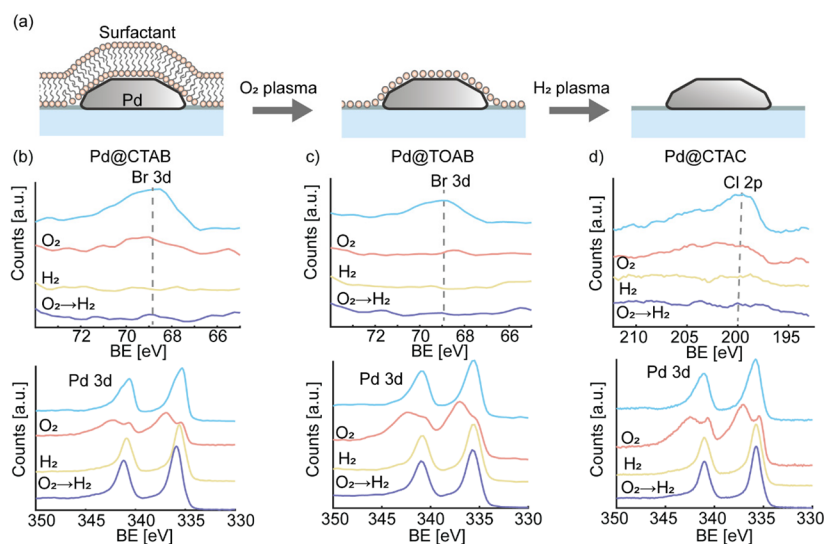 (a)
Surfactant
Pd
O₂ plasma
H₂ plasma
(b)
Pd@CTAB
Br 3d
Counts [a.u.]
O₂
H₂
O₂→H₂
70
68
66
BE [eV]
c)
Pd@TOAB
Br 3d
Counts [a.u.]
O₂
H₂
O₂→H₂
72
70
68
66
BE [eV]
d)
Pd@CTAC
Cl 2p
Counts [a.u.]
O₂
H₂
O₂→H₂
210
205
200
195
BE [eV]
Pd 3d
Counts [a.u.]
O₂
H₂
O₂→H₂
350
345
340
335
330
BE [eV]
Pd 3d
Counts [a.u.]
O₂
H₂
O₂→H₂
350
345
340
335
330
BE [eV]
Pd 3d
Counts [a.u.]
O₂
H₂
O₂→H₂
350
345
340
335
330
BE [eV]